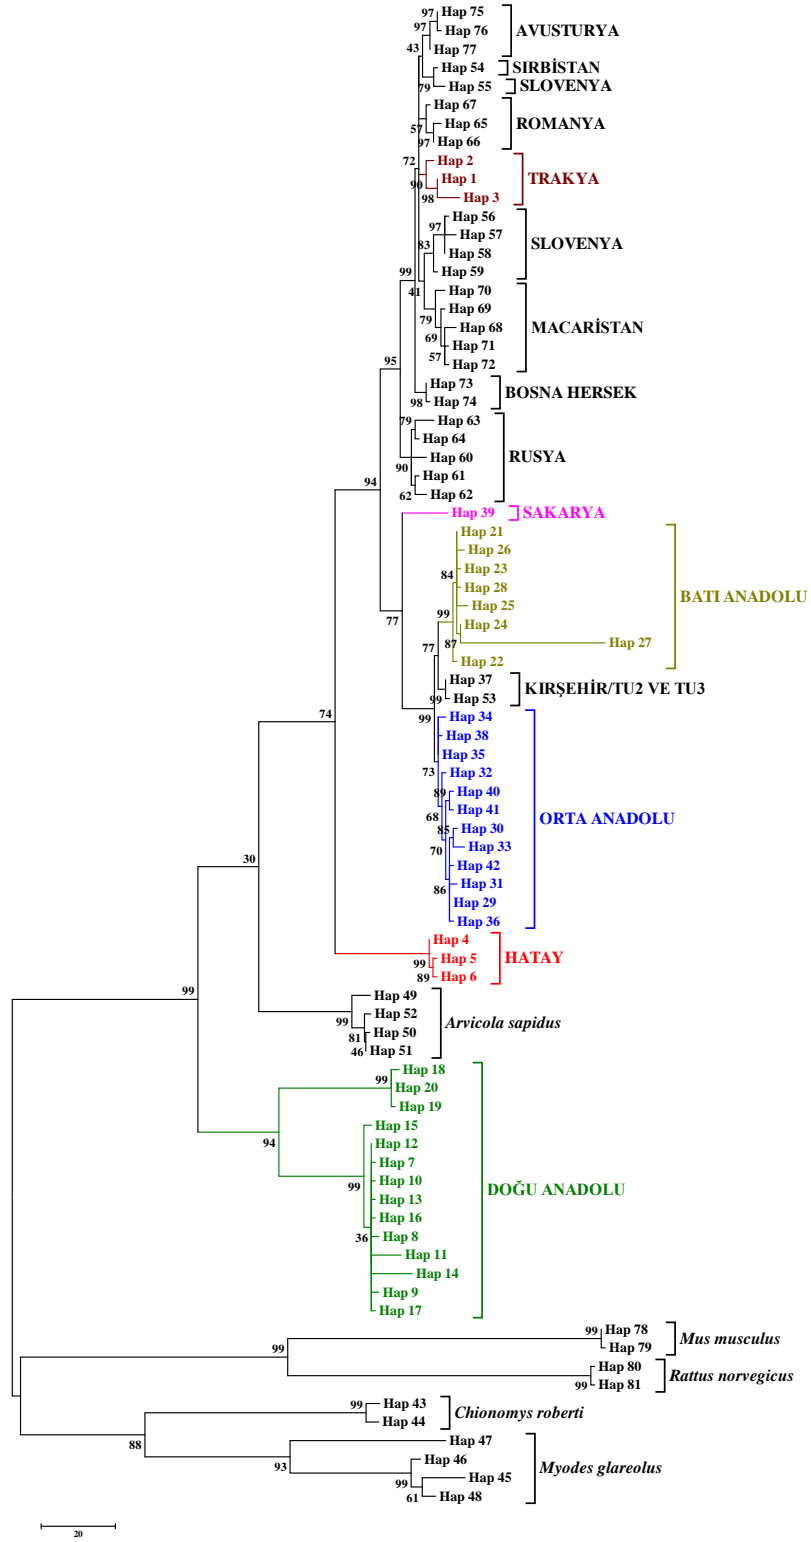 97 Hap 75
97 Hap 76 AVUSTURYA
43 Hap 77
Hap 54 SIRBİSTAN
79 Hap 55 SLOVENYA
Hap 67
57 Hap 65 ROMANYA
97 Hap 66
72 Hap 2
90 Hap 1 TRAKYA
98 Hap 3
Hap 56
97 Hap 57
83 Hap 58 SLOVENYA
99 Hap 59
41 Hap 70
79 Hap 69
69 Hap 68 MACARİSTAN
Hap 71
57 Hap 72
95
Hap 73
98 Hap 74 BOSNA HERSEK
79 Hap 63
Hap 64
90 Hap 60 RUSYA
94 Hap 61
62 Hap 62
Hap 39 SAKARYA
Hap 21
Hap 26
84 Hap 23
Hap 28
Hap 25 BATI ANADOLU
99 Hap 24
87 Hap 27
77 Hap 22
77
Hap 37
99 Hap 53 KIRŞEHİR/TU2 VE TU3
74 99 Hap 34
Hap 38
Hap 35
73 Hap 32
89 Hap 40
68 Hap 41
85 Hap 30 ORTA ANADOLU
70 Hap 33
Hap 42
86 Hap 31
30 Hap 29
Hap 36
Hap 4
99 Hap 5 HATAY
89 Hap 6
99 Hap 49
99 Hap 52
81 Hap 50 Arvicola sapidus
46 Hap 51
Hap 18
99 Hap 20
Hap 19
94
Hap 15
Hap 12
Hap 7
99 Hap 10
Hap 13 DOĞU ANADOLU
Hap 16
36 Hap 8
Hap 11
Hap 14
Hap 9
Hap 17
99 Hap 78
99 Hap 79 Mus musculus
Hap 80
99 Hap 81 Rattus norvegicus
99 Hap 43
Hap 44 Chionomys roberti
88 Hap 47
93 Hap 46
99 Hap 45 Myodes glareolus
61 Hap 48
20